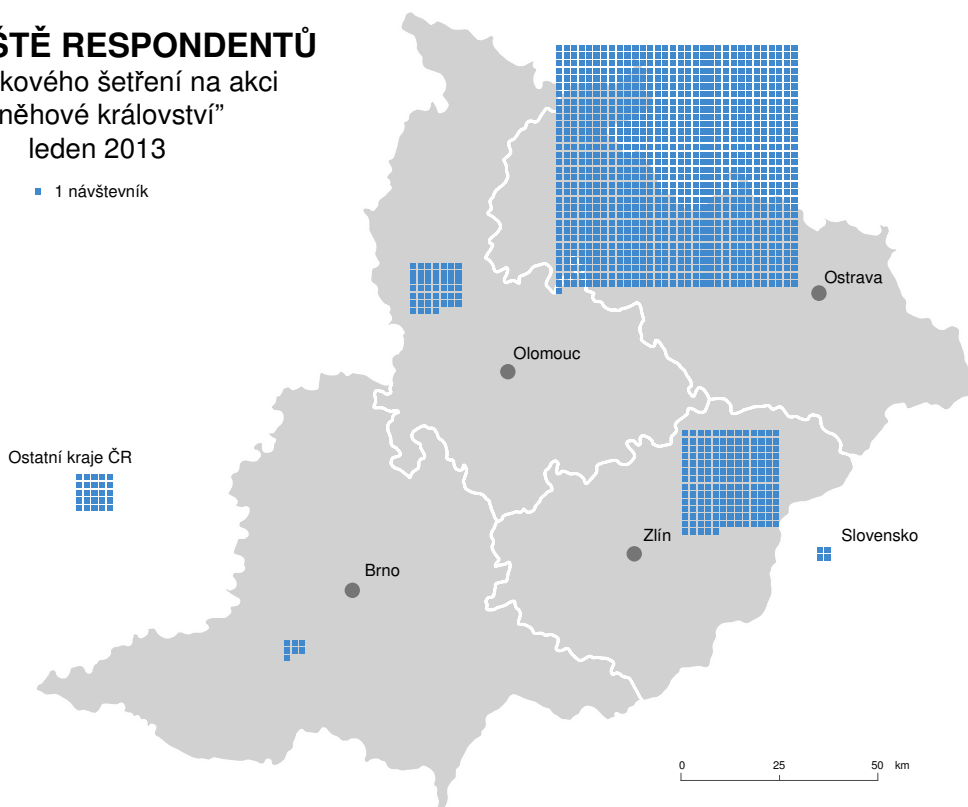 ŠTĚ RESPONDENTŮ
kového šetření na akci
něhové království”
leden 2013
1 návštevník
Ostrava
Olomouc
Ostatní kraje ČR
Zlín
Slovensko
Brno
0 25 50 km